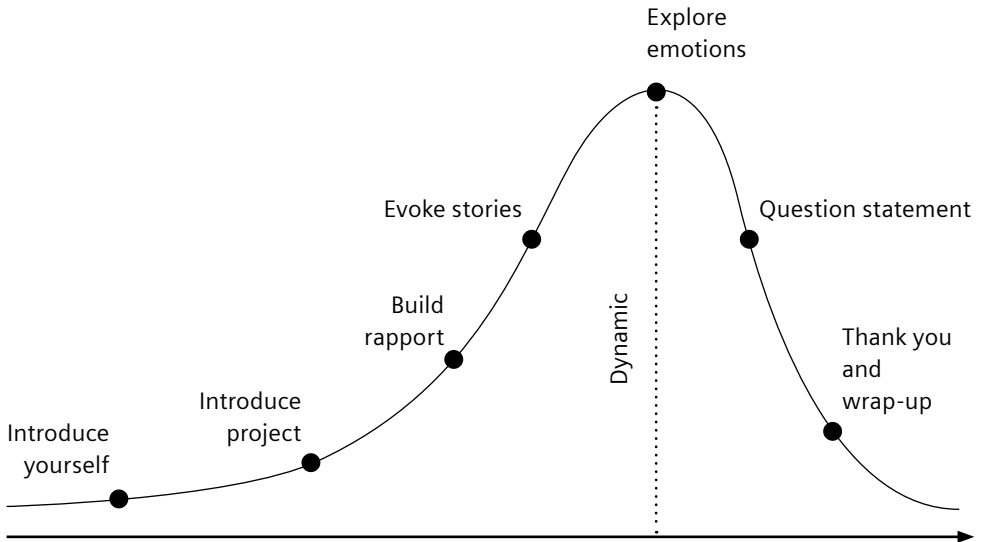 Explore
emotions
Evoke stories
Question statement
Build
rapport
Dynamic
Thank you
and
wrap-up
Introduce
project
Introduce
yourself